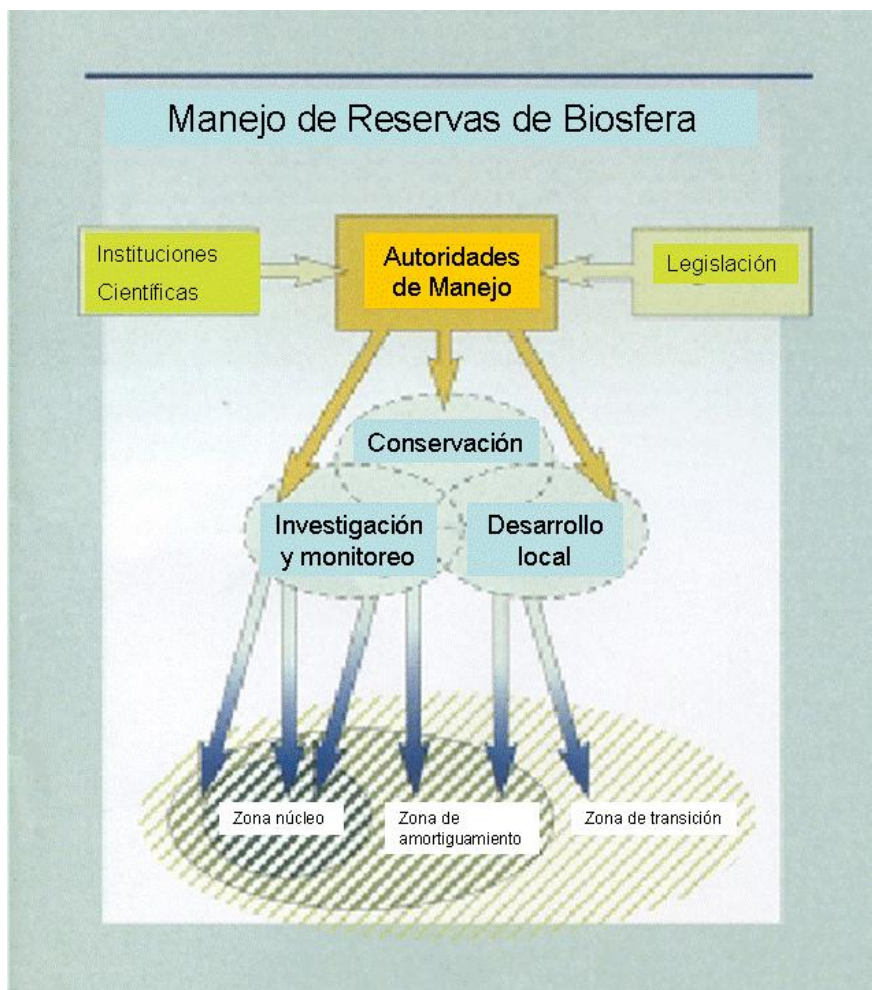 Manejo de Reservas de Biosfera
Instituciones
Científicas
Autoridades
de Manejo
Legislación
Conservación
Investigación
y monitoreo
Desarrollo
local
Zona núcleo
Zona de
amortiguamiento
Zona de transición